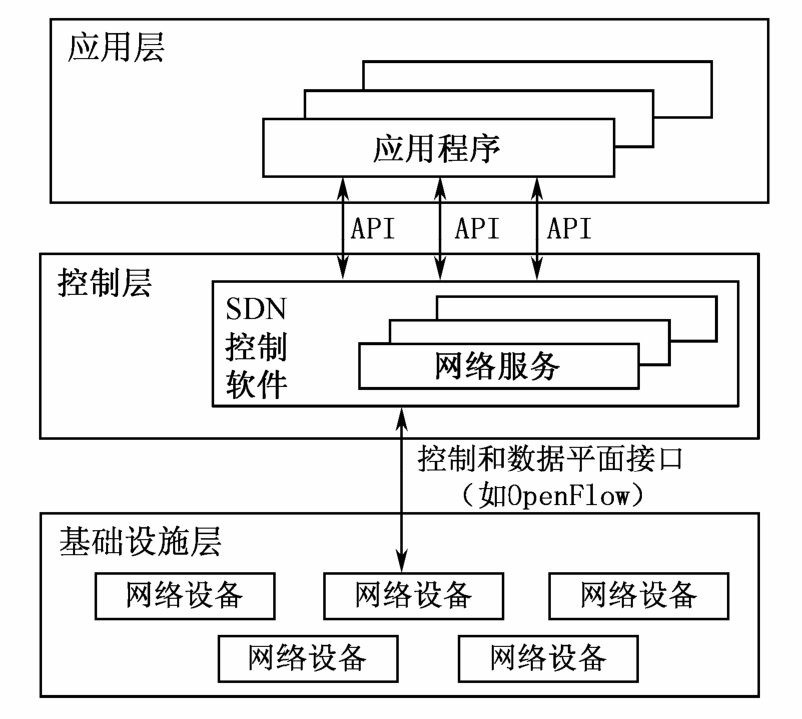 应用层
应用程序
API API API
控制层
SDN
控制
软件
网络服务
控制和数据平面接口
（如OpenFlow）
基础设施层
网络设备 网络设备 网络设备
网络设备 网络设备